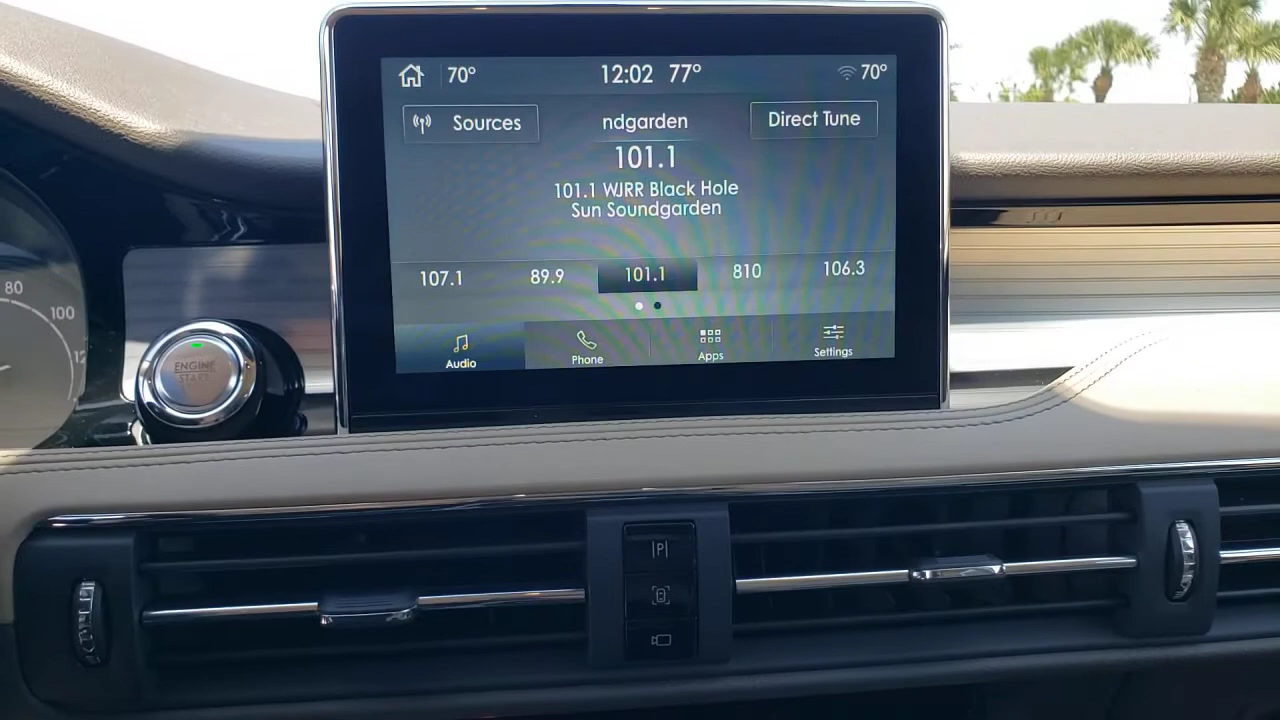 70°
12:02 77°
70°
Sources
ndgarden
Direct Tune
101.1
101.1 WJRR Black Hole
Sun Soundgarden
107.1 89.9 101.1 810 106.3
Audio
Phone
Apps
Settings
80
100
ENGINE
START
P